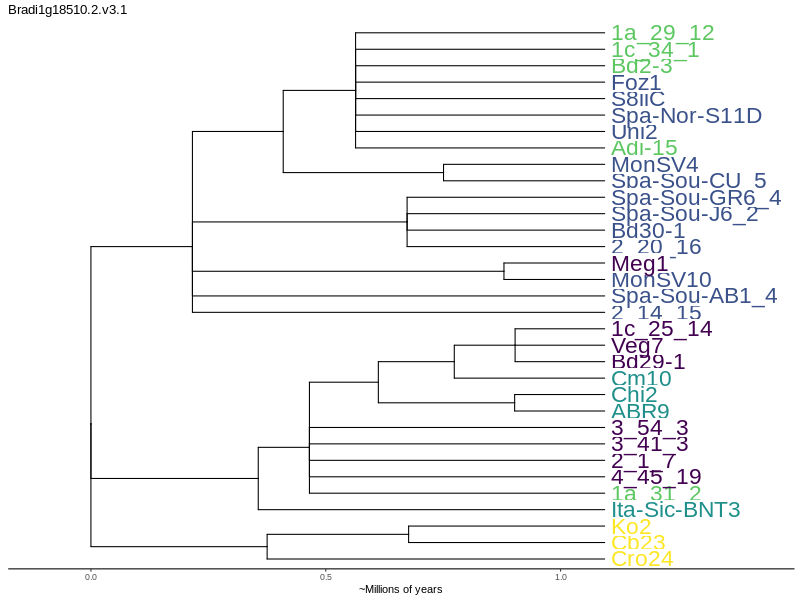 Bradi1g18510.2.v3.1
1a_29_12
1c_34_1
Bd2-3
Foz1
S8iiC
Spa-Nor-S11D
Uni2
Adi-15
MonSV4
Spa-Sou-CU_5
Spa-Sou-GR6_4
Spa-Sou-J6_2
Bd30-1
2_20_16
Meg1
MonSV10
Spa-Sou-AB1_4
2_14_15
1c_25_14
Veg7
Bd29-1
Cm10
Chi2
ABR9
3_54_3
3_41_3
2_1_7
4_45_19
1a_31_2
Ita-Sic-BNT3
Ko2
Cb23
Cro24
0.0 0.5 1.0
~Millions of years